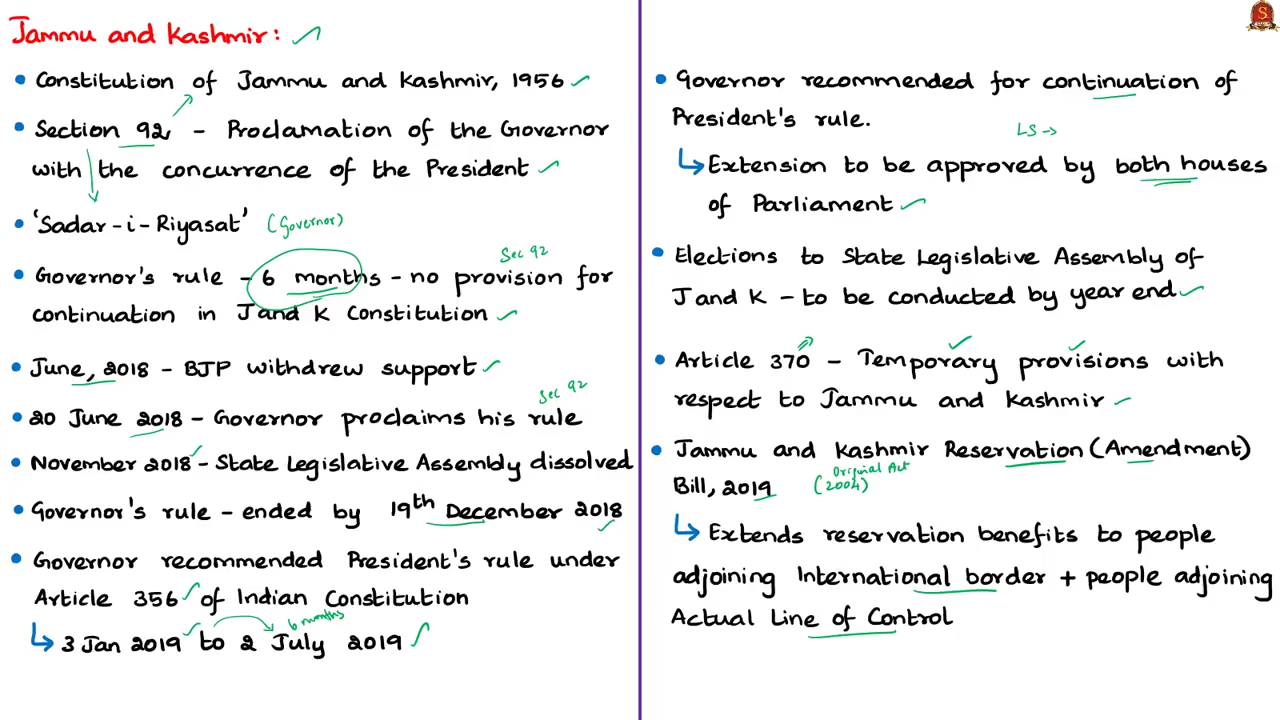 Jammu and Kashmir:
• Constitution of Jammu and Kashmir, 1956
• Section 92 - Proclamation of the Governor
with the concurrence of the President
• 'Sadar-i-Riyasat' (Governor)
Sec 92
• Governor's rule - 6 months - no provision for
continuation in J and K Constitution
• June, 2018 - BJP withdrew support
Sec 92
• 20 June 2018 - Governor proclaims his rule
• November 2018 - State Legislative Assembly dissolved
• Governor's rule - ended by 19th December 2018
• Governor recommended President's rule under
Article 356 of Indian Constitution
6 months
↳ 3 Jan 2019 to 2 July 2019
S
• Governor recommended for continuation of
President's rule.
LS →
↳ Extension to be approved by both houses
of Parliament
• Elections to State Legislative Assembly of
J and K - to be conducted by year end
• Article 370 - Temporary provisions with
respect to Jammu and Kashmir
• Jammu and Kashmir Reservation (Amendment)
Original Act
Bill, 2019 (2004)
↳ Extends reservation benefits to people
adjoining International border + people adjoining
Actual Line of Control